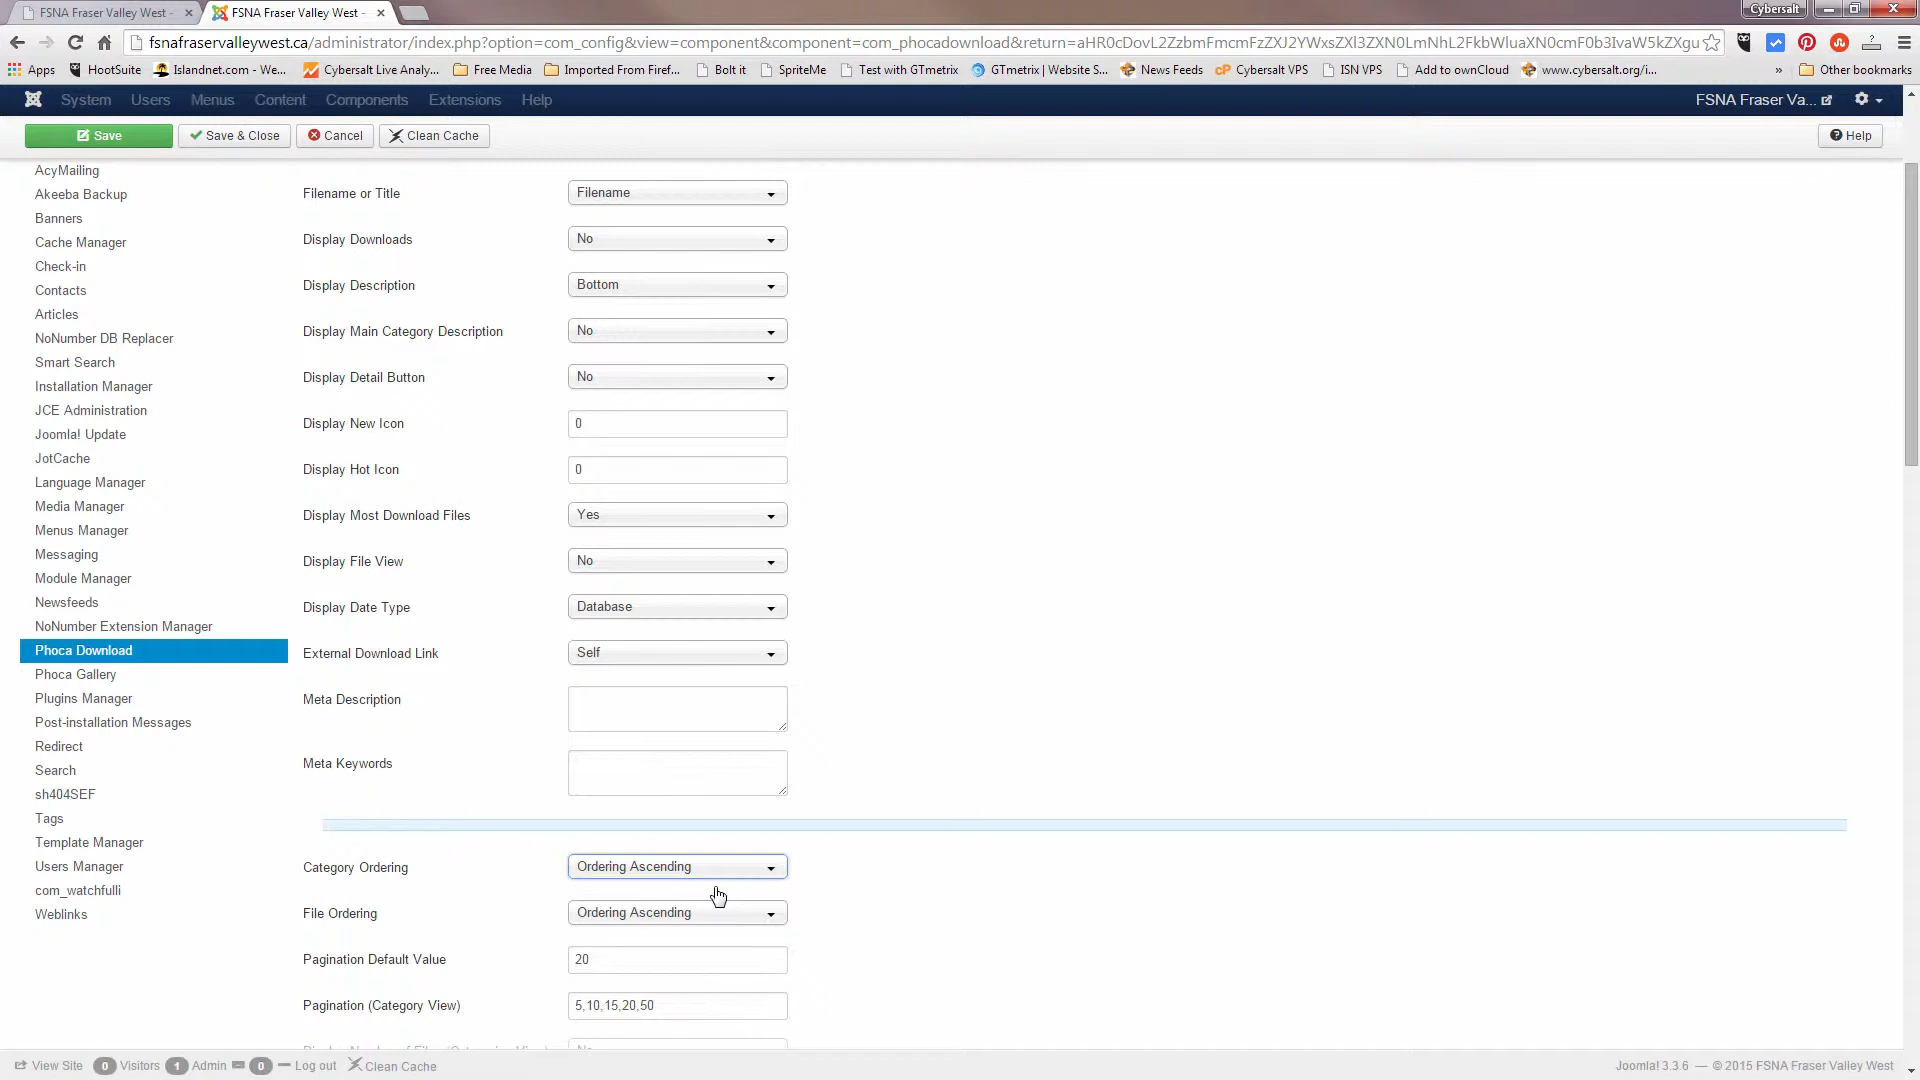 FSNA Fraser Valley West -
FSNA Fraser Valley West -
Cybersalt
fsnafraservalleywest.ca/administrator/index.php?option=com_config&view=component&component=com_phocadownload&return=
Apps HootSuite Islandnet.com - We... Cybersalt Live Analy... Free Media Imported From Firef... Bolt it SpriteMe Test with GTmetrix GTmetrix | Website S... News Feeds Cybersalt VPS ISN VPS Add to ownCloud www.cybersalt.org/i... » Other bookmarks
System Users Menus Content Components Extensions Help FSNA Fraser Va...
Save Save & Close Cancel Clean Cache Help
AcyMailing
Akeeba Backup
Banners
Cache Manager
Check-in
Contacts
Articles
NoNumber DB Replacer
Smart Search
Installation Manager
JCE Administration
Joomla! Update
JotCache
Language Manager
Media Manager
Menus Manager
Messaging
Module Manager
Newsfeeds
NoNumber Extension Manager
Phoca Download
Phoca Gallery
Plugins Manager
Post-installation Messages
Redirect
Search
sh404SEF
Tags
Template Manager
Users Manager
com_watchfulli
Weblinks
Filename or Title Filename
Display Downloads No
Display Description Bottom
Display Main Category Description No
Display Detail Button No
Display New Icon 0
Display Hot Icon 0
Display Most Download Files Yes
Display File View No
Display Date Type Database
External Download Link Self
Meta Description
Meta Keywords
Category Ordering Ordering Ascending
File Ordering Ordering Ascending
Pagination Default Value 20
Pagination (Category View) 5,10,15,20,50
View Site 0 Visitors 1 Admin 0 Log out Clean Cache Joomla! 3.3.6 — © 2015 FSNA Fraser Valley West